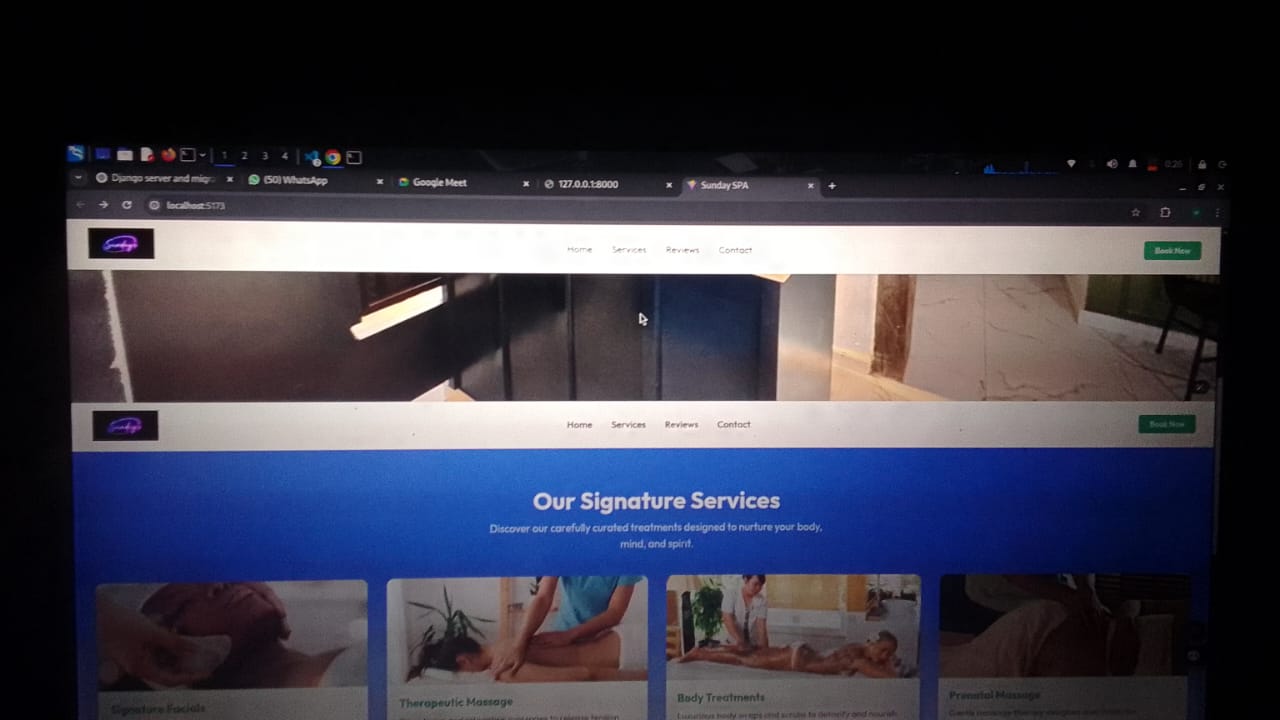 1 2 3 4
0:26
Django server and migr
(50) WhatsApp
Google Meet
127.0.0.1:8000
Sunday SPA
localhost:5173
Home Services Reviews Contact
Book Now
Home Services Reviews Contact
Book Now
Our Signature Services
Discover our carefully curated treatments designed to nurture your body,
mind, and spirit.
Signature Facials
Therapeutic Massage
Body Treatments
Prenatal Massage
Luxurious body wraps and scrubs to detoxify and nourish